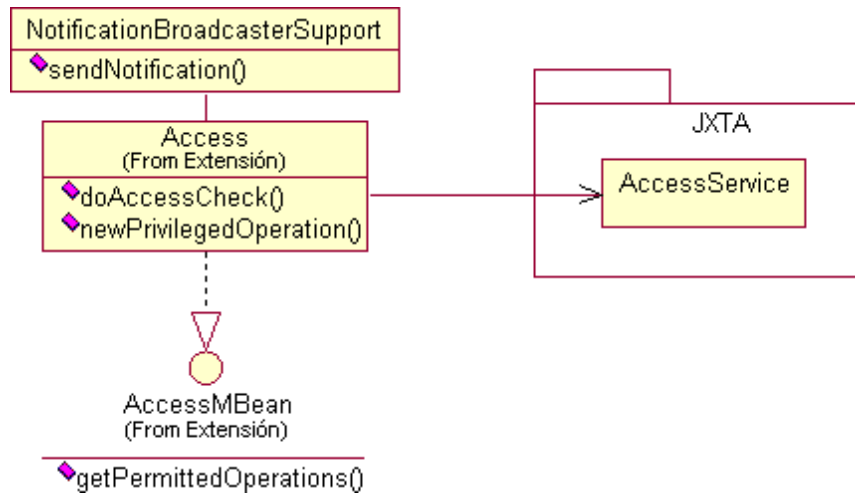 NotificationBroadcasterSupport
sendNotification()
Access
(From Extensión)
doAccessCheck()
newPrivilegedOperation()
JXTA
AccessService
AccessMBean
(From Extensión)
getPermittedOperations()